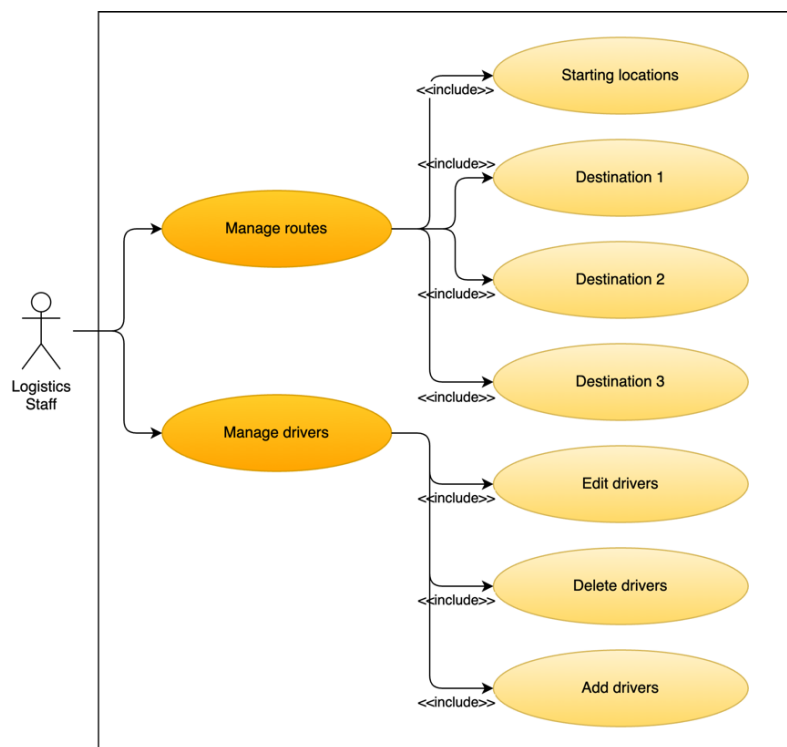 Starting locations
<<include>>
<<include>>
Destination 1
Manage routes
Destination 2
<<include>>
Logistics
Staff
Destination 3
<<include>>
Manage drivers
Edit drivers
<<include>>
Delete drivers
<<include>>
Add drivers
<<include>>